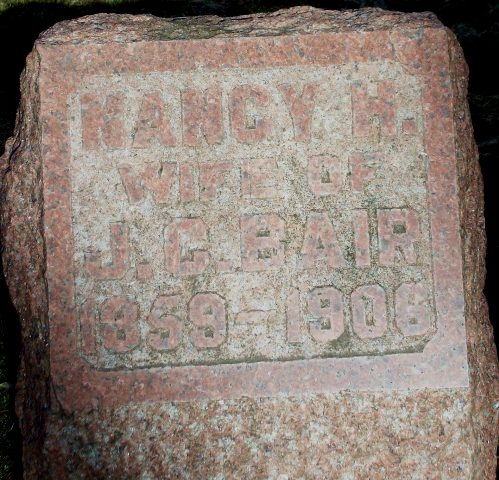 NANCY H.
WIFE OF
J. C. BAIR
1859-1906